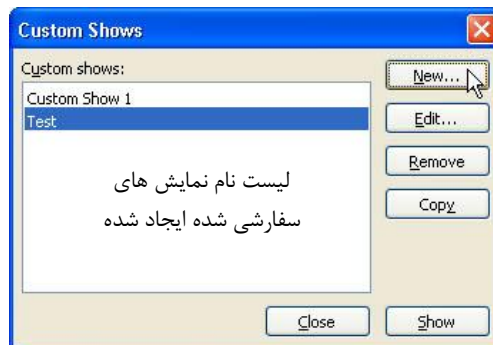 Custom Shows
Custom shows:
New...
Custom Show 1
Test
Edit...
Remove
Copy
لیست نام نمایش های
سفارشی شده ایجاد شده
Close
Show